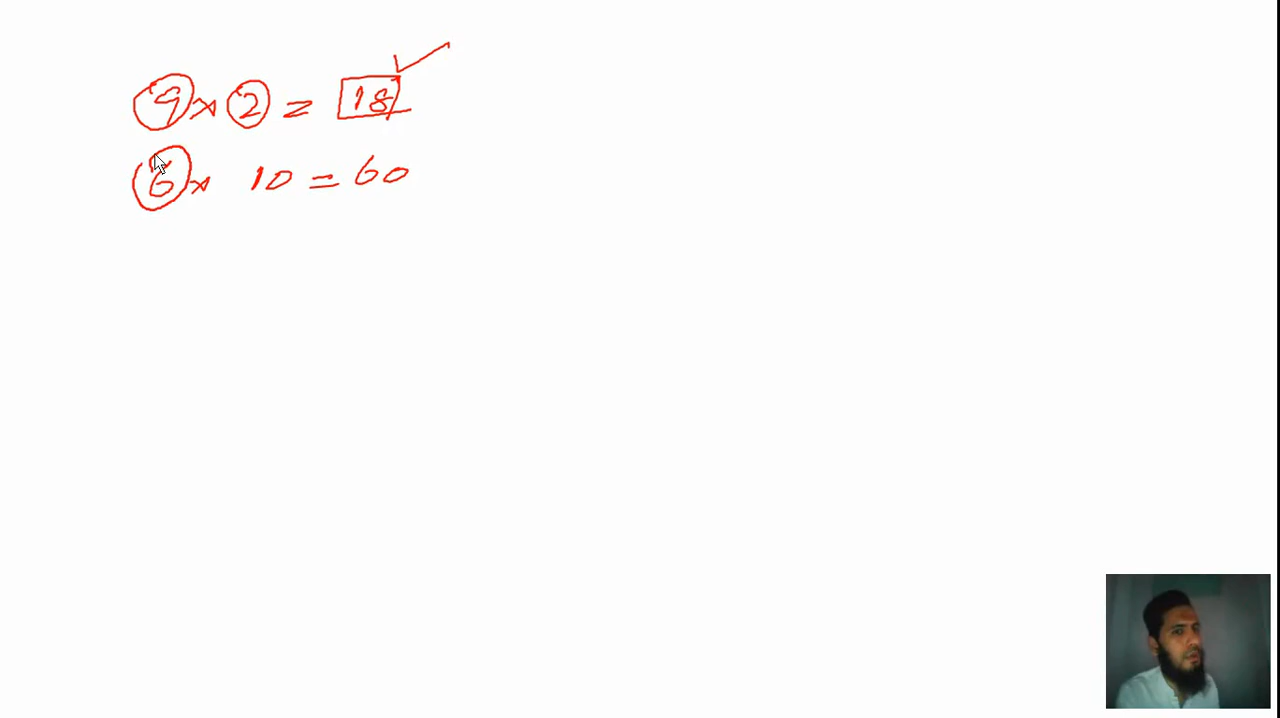 9 × 2 = 18
6 × 10 = 60